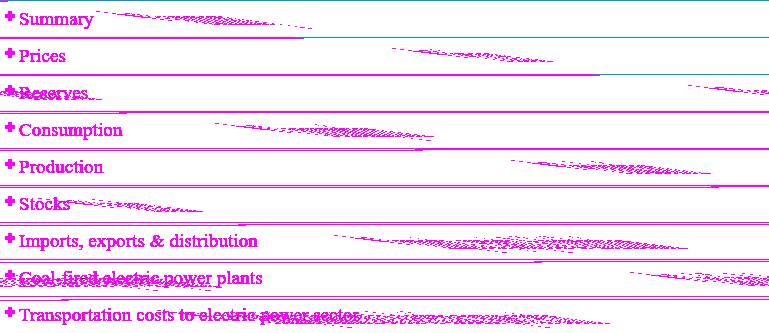 Summary
Prices
Reserves
Consumption
Production
Stocks
Imports, exports & distribution
Coal-fired electric power plants
Transportation costs to electric power sector